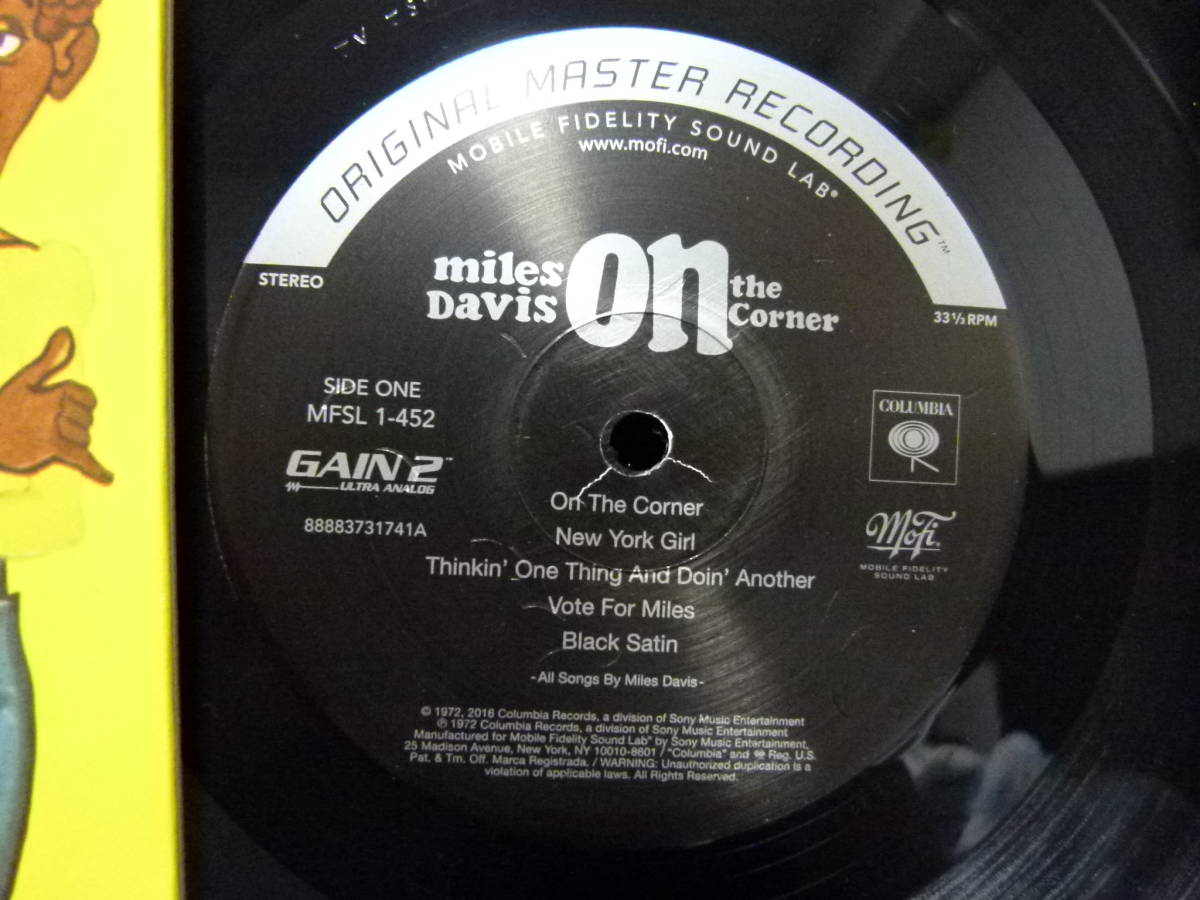 ORIGINAL MASTER RECORDING™
MOBILE FIDELITY SOUND LAB®
www.mofi.com
miles Davis on the Corner
STEREO
33⅓ RPM
SIDE ONE
MFSL 1-452
GAIN 2™
ULTRA ANALOG
88883731741A
COLUMBIA
MoFi
MOBILE FIDELITY
SOUND LAB
On The Corner
New York Girl
Thinkin' One Thing And Doin' Another
Vote For Miles
Black Satin
-All Songs By Miles Davis-
© 1972, 2016 Columbia Records, a division of Sony Music Entertainment
℗ 1972 Columbia Records, a division of Sony Music Entertainment
Manufactured for Mobile Fidelity Sound Lab® by Sony Music Entertainment,
25 Madison Avenue, New York, NY 10010-8601 / "Columbia" and Reg. U.S.
Pat. & Tm. Off. Marca Registrada. / WARNING: Unauthorized duplication is a
violation of applicable laws. All Rights Reserved.